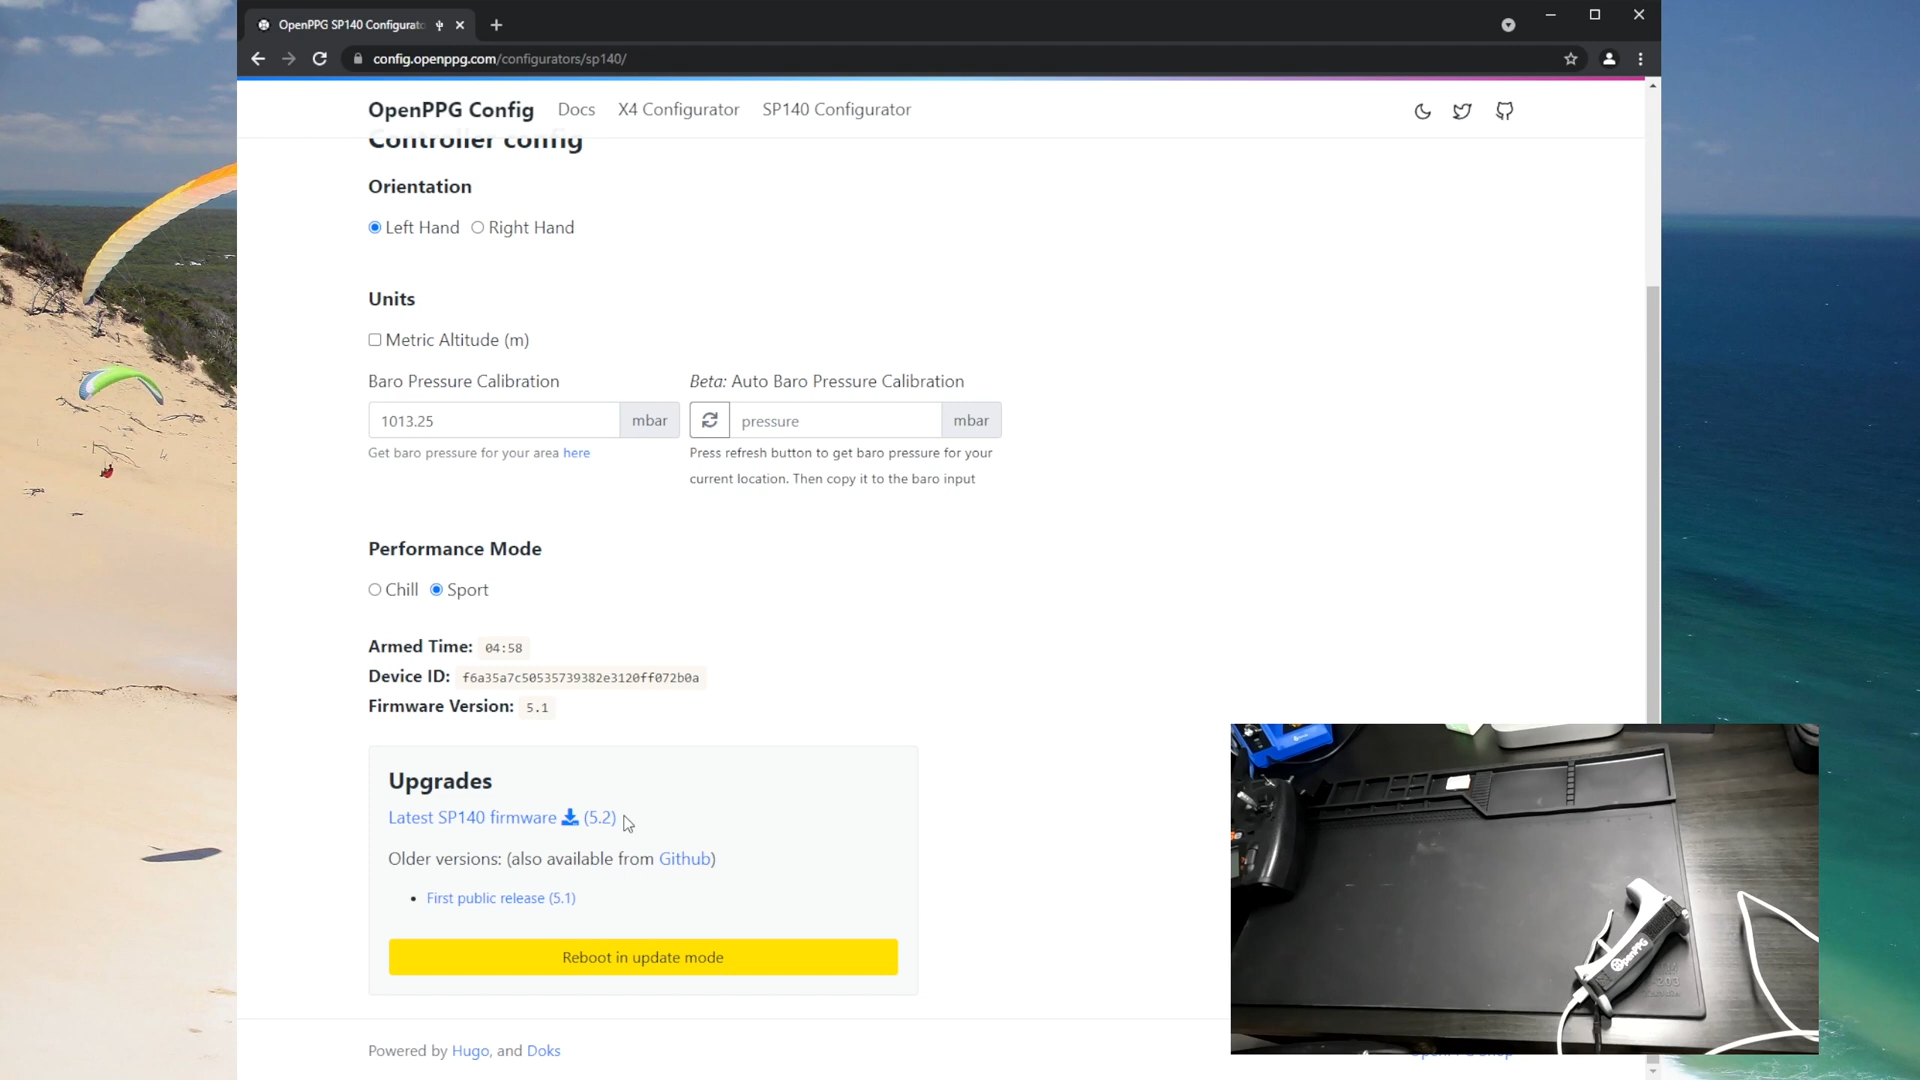 OpenPPG SP140 Configurato
config.openppg.com/configurators/sp140/
OpenPPG Config Docs X4 Configurator SP140 Configurator
Controller config
Orientation
Left Hand Right Hand
Units
Metric Altitude (m)
Baro Pressure Calibration
Beta: Auto Baro Pressure Calibration
1013.25 mbar
pressure mbar
Get baro pressure for your area here
Press refresh button to get baro pressure for your
current location. Then copy it to the baro input
Performance Mode
Chill Sport
Armed Time: 04:58
Device ID: f6a35a7c50535739382e3120ff072b0a
Firmware Version: 5.1
Upgrades
Latest SP140 firmware (5.2)
Older versions: (also available from Github)
First public release (5.1)
Reboot in update mode
Powered by Hugo, and Doks
OpenPPG